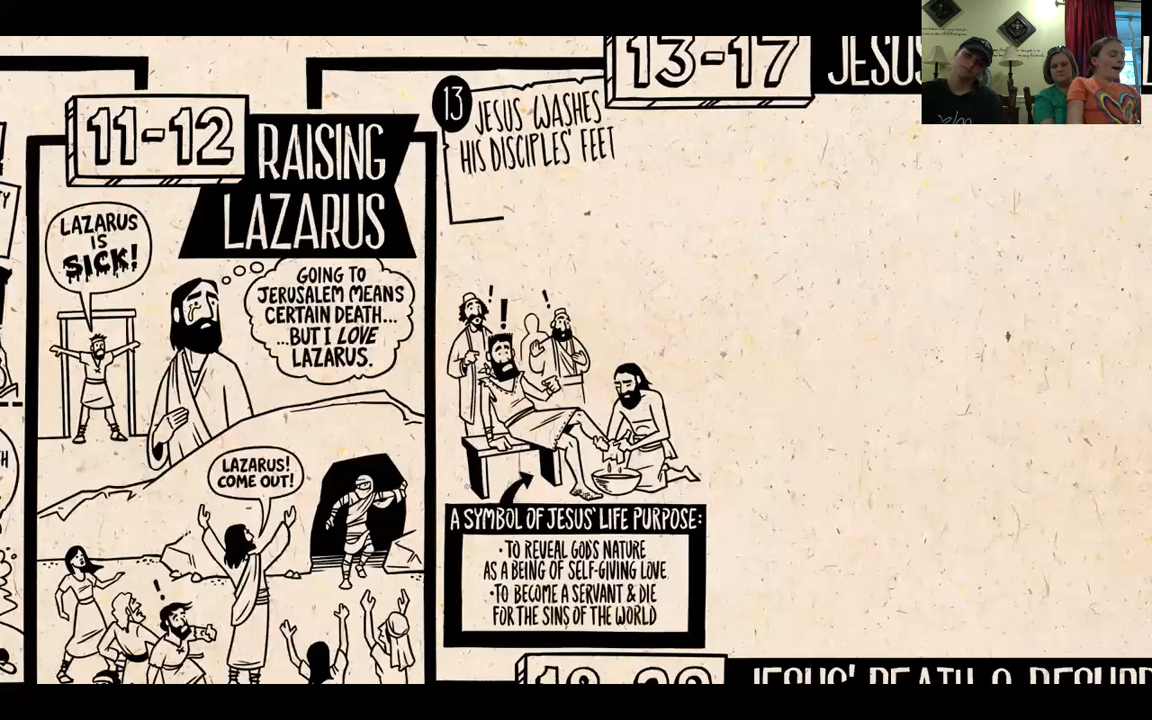 11-12
RAISING
LAZARUS
LAZARUS
IS
SICK!
GOING TO
JERUSALEM MEANS
CERTAIN DEATH...
...BUT I LOVE
LAZARUS.
LAZARUS!
COME OUT!
!
13-17
JESUS
13
JESUS WASHES
HIS DISCIPLES' FEET
! ! !
A SYMBOL OF JESUS' LIFE PURPOSE:
• TO REVEAL GOD'S NATURE
AS A BEING OF SELF-GIVING LOVE
• TO BECOME A SERVANT & DIE
FOR THE SINS OF THE WORLD
JESUS' DEATH &